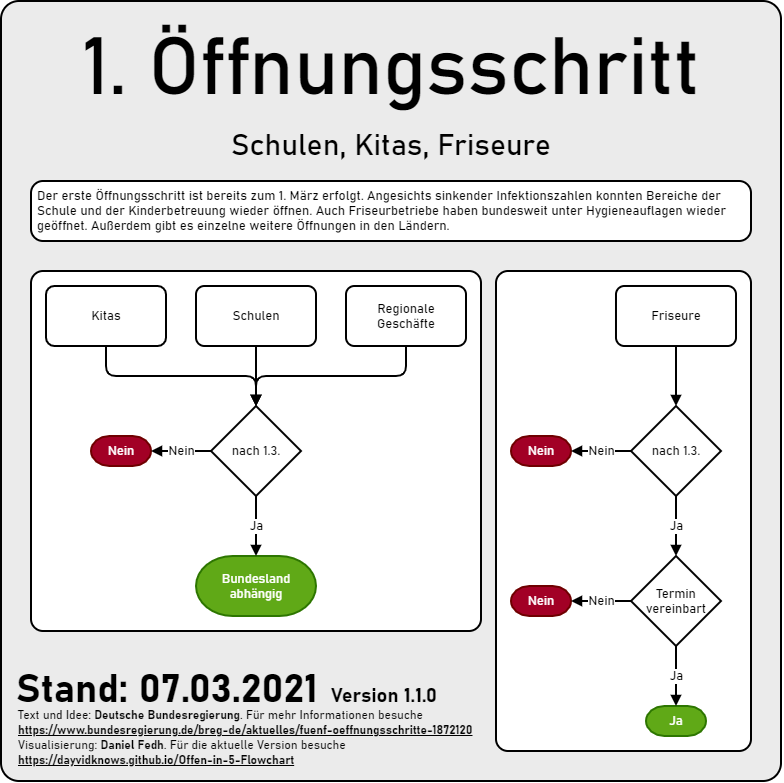 1. Öffnungsschritt
Schulen, Kitas, Friseure
Der erste Öffnungsschritt ist bereits zum 1. März erfolgt. Angesichts sinkender Infektionszahlen konnten Bereiche der
Schule und der Kinderbetreuung wieder öffnen. Auch Friseurbetriebe haben bundesweit unter Hygieneauflagen wieder
geöffnet. Außerdem gibt es einzelne weitere Öffnungen in den Ländern.
Kitas
Schulen
Regionale
Geschäfte
nach 1.3.
Nein
Nein
Ja
Bundesland
abhängig
Friseure
nach 1.3.
Nein
Nein
Ja
Termin
vereinbart
Nein
Nein
Ja
Ja
Stand: 07.03.2021 Version 1.1.0
Text und Idee: Deutsche Bundesregierung. Für mehr Informationen besuche
https://www.bundesregierung.de/breg-de/aktuelles/fuenf-oeffnungsschritte-1872120
Visualisierung: Daniel Fedh. Für die aktuelle Version besuche
https://dayvidknows.github.io/Offen-in-5-Flowchart